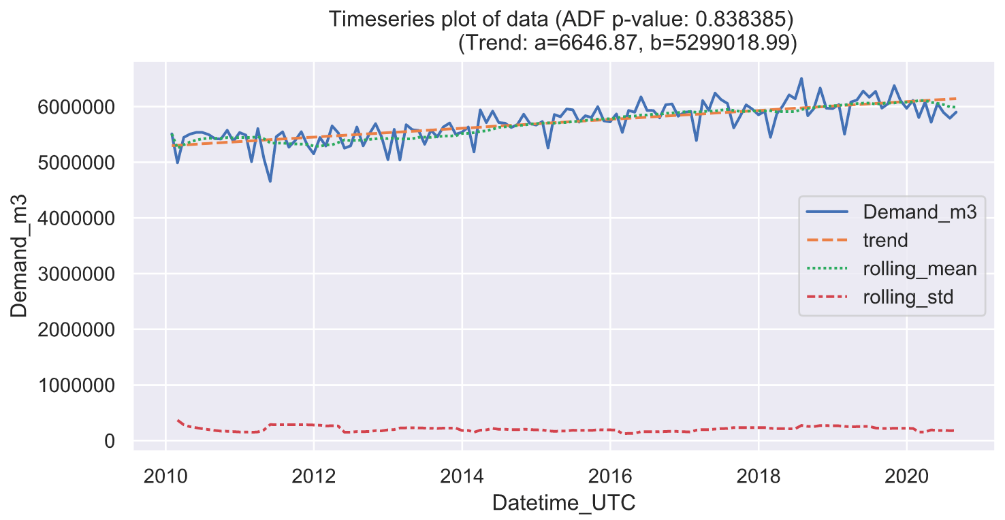 Timeseries plot of data (ADF p-value: 0.838385)
(Trend: a=6646.87, b=5299018.99)
Demand_m3
6000000
5000000
4000000
3000000
2000000
1000000
0
Demand_m3
trend
rolling_mean
rolling_std
2010 2012 2014 2016 2018 2020
Datetime_UTC